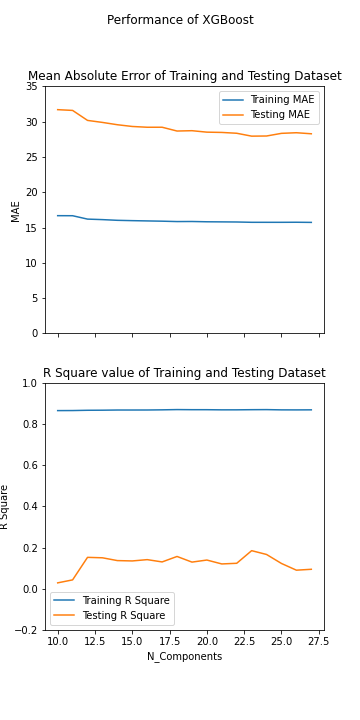 Performance of XGBoost
Mean Absolute Error of Training and Testing Dataset
35
30
25
20
15
10
5
0
MAE
Training MAE
Testing MAE
R Square value of Training and Testing Dataset
1.0
0.8
0.6
0.4
0.2
0.0
−0.2
R Square
Training R Square
Testing R Square
10.0 12.5 15.0 17.5 20.0 22.5 25.0 27.5
N_Components